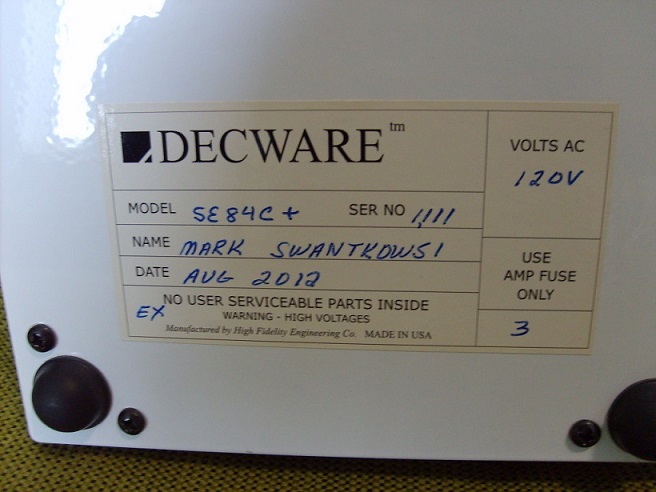 DECWARE tm
MODEL SE84C+ SER NO 1,111
NAME MARK SWANTKOWSI
DATE AUG 2012
NO USER SERVICEABLE PARTS INSIDE
EX WARNING - HIGH VOLTAGES
Manufactured by High Fidelity Engineering Co. MADE IN USA
VOLTS AC
120V
USE
AMP FUSE
ONLY
3